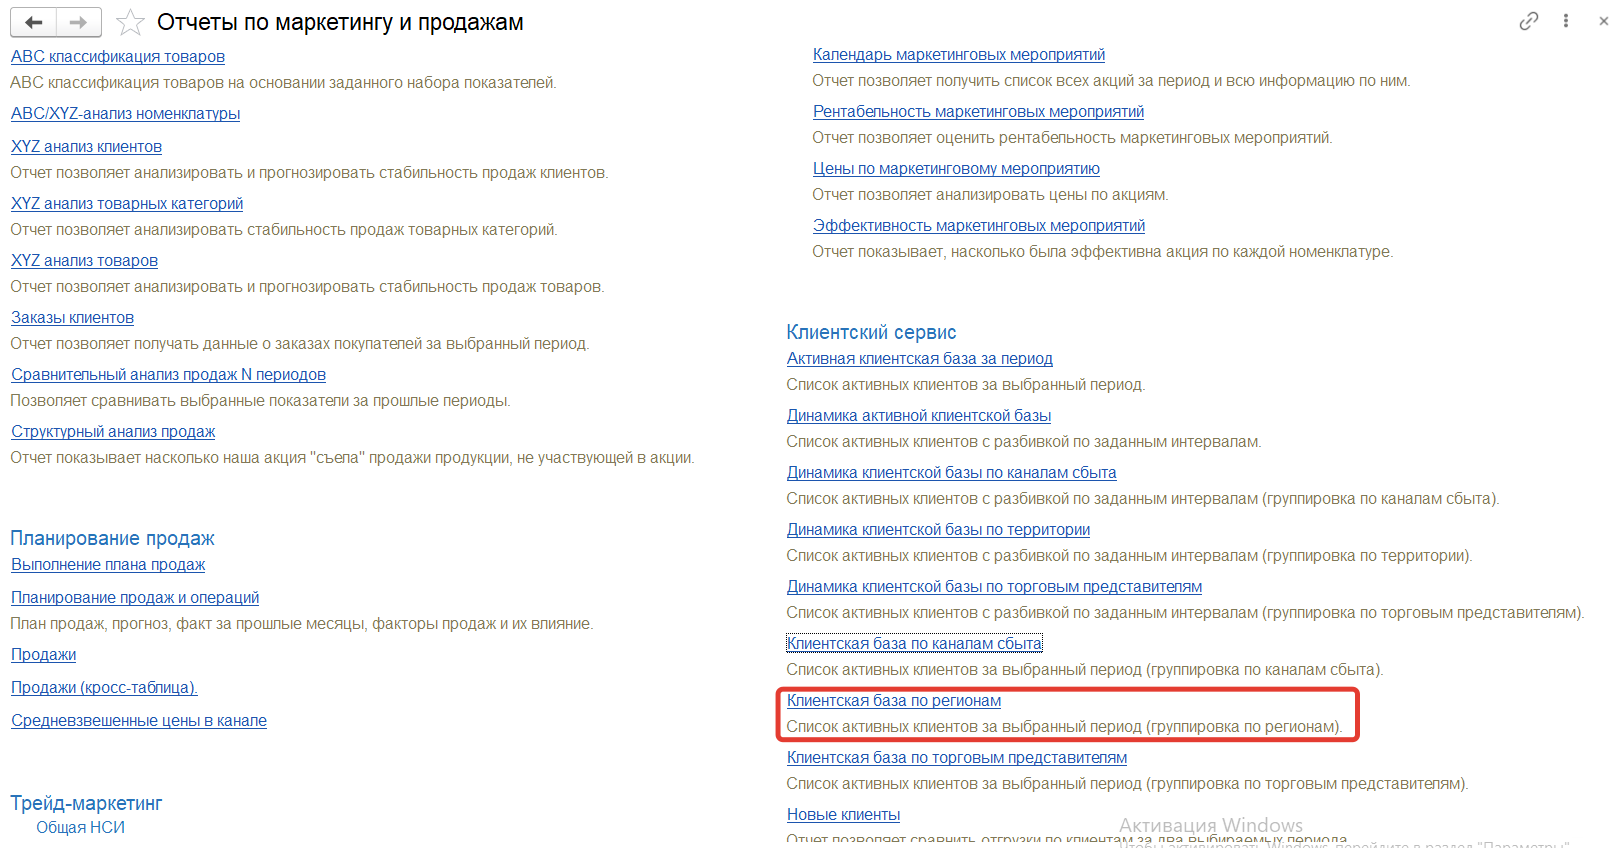 Отчеты по маркетингу и продажам
ABC классификация товаров
ABC классификация товаров на основании заданного набора показателей.
ABC/XYZ-анализ номенклатуры
XYZ анализ клиентов
Отчет позволяет анализировать и прогнозировать стабильность продаж клиентов.
XYZ анализ товарных категорий
Отчет позволяет анализировать стабильность продаж товарных категорий.
XYZ анализ товаров
Отчет позволяет анализировать и прогнозировать стабильность продаж товаров.
Заказы клиентов
Отчет позволяет получать данные о заказах покупателей за выбранный период.
Сравнительный анализ продаж N периодов
Позволяет сравнивать выбранные показатели за прошлые периоды.
Структурный анализ продаж
Отчет показывает насколько наша акция "съела" продажи продукции, не участвующей в акции.
Планирование продаж
Выполнение плана продаж
Планирование продаж и операций
План продаж, прогноз, факт за прошлые месяцы, факторы продаж и их влияние.
Продажи
Продажи (кросс-таблица).
Средневзвешенные цены в канале
Трейд-маркетинг
Общая НСИ
Календарь маркетинговых мероприятий
Отчет позволяет получить список всех акций за период и всю информацию по ним.
Рентабельность маркетинговых мероприятий
Отчет позволяет оценить рентабельность маркетинговых мероприятий.
Цены по маркетинговому мероприятию
Отчет позволяет анализировать цены по акциям.
Эффективность маркетинговых мероприятий
Отчет показывает, насколько была эффективна акция по каждой номенклатуре.
Клиентский сервис
Активная клиентская база за период
Список активных клиентов за выбранный период.
Динамика активной клиентской базы
Список активных клиентов с разбивкой по заданным интервалам.
Динамика клиентской базы по каналам сбыта
Список активных клиентов с разбивкой по заданным интервалам (группировка по каналам сбыта).
Динамика клиентской базы по территории
Список активных клиентов с разбивкой по заданным интервалам (группировка по территории).
Динамика клиентской базы по торговым представителям
Список активных клиентов с разбивкой по заданным интервалам (группировка по торговым представителям).
Клиентская база по каналам сбыта
Список активных клиентов за выбранный период (группировка по каналам сбыта).
Клиентская база по регионам
Список активных клиентов за выбранный период (группировка по регионам).
Клиентская база по торговым представителям
Список активных клиентов за выбранный период (группировка по торговым представителям).
Новые клиенты
Отчет позволяет сравнить отгрузки по клиентам за два выбираемых периода
Активация Windows
Чтобы активировать Windows, перейдите в раздел "Параметры"